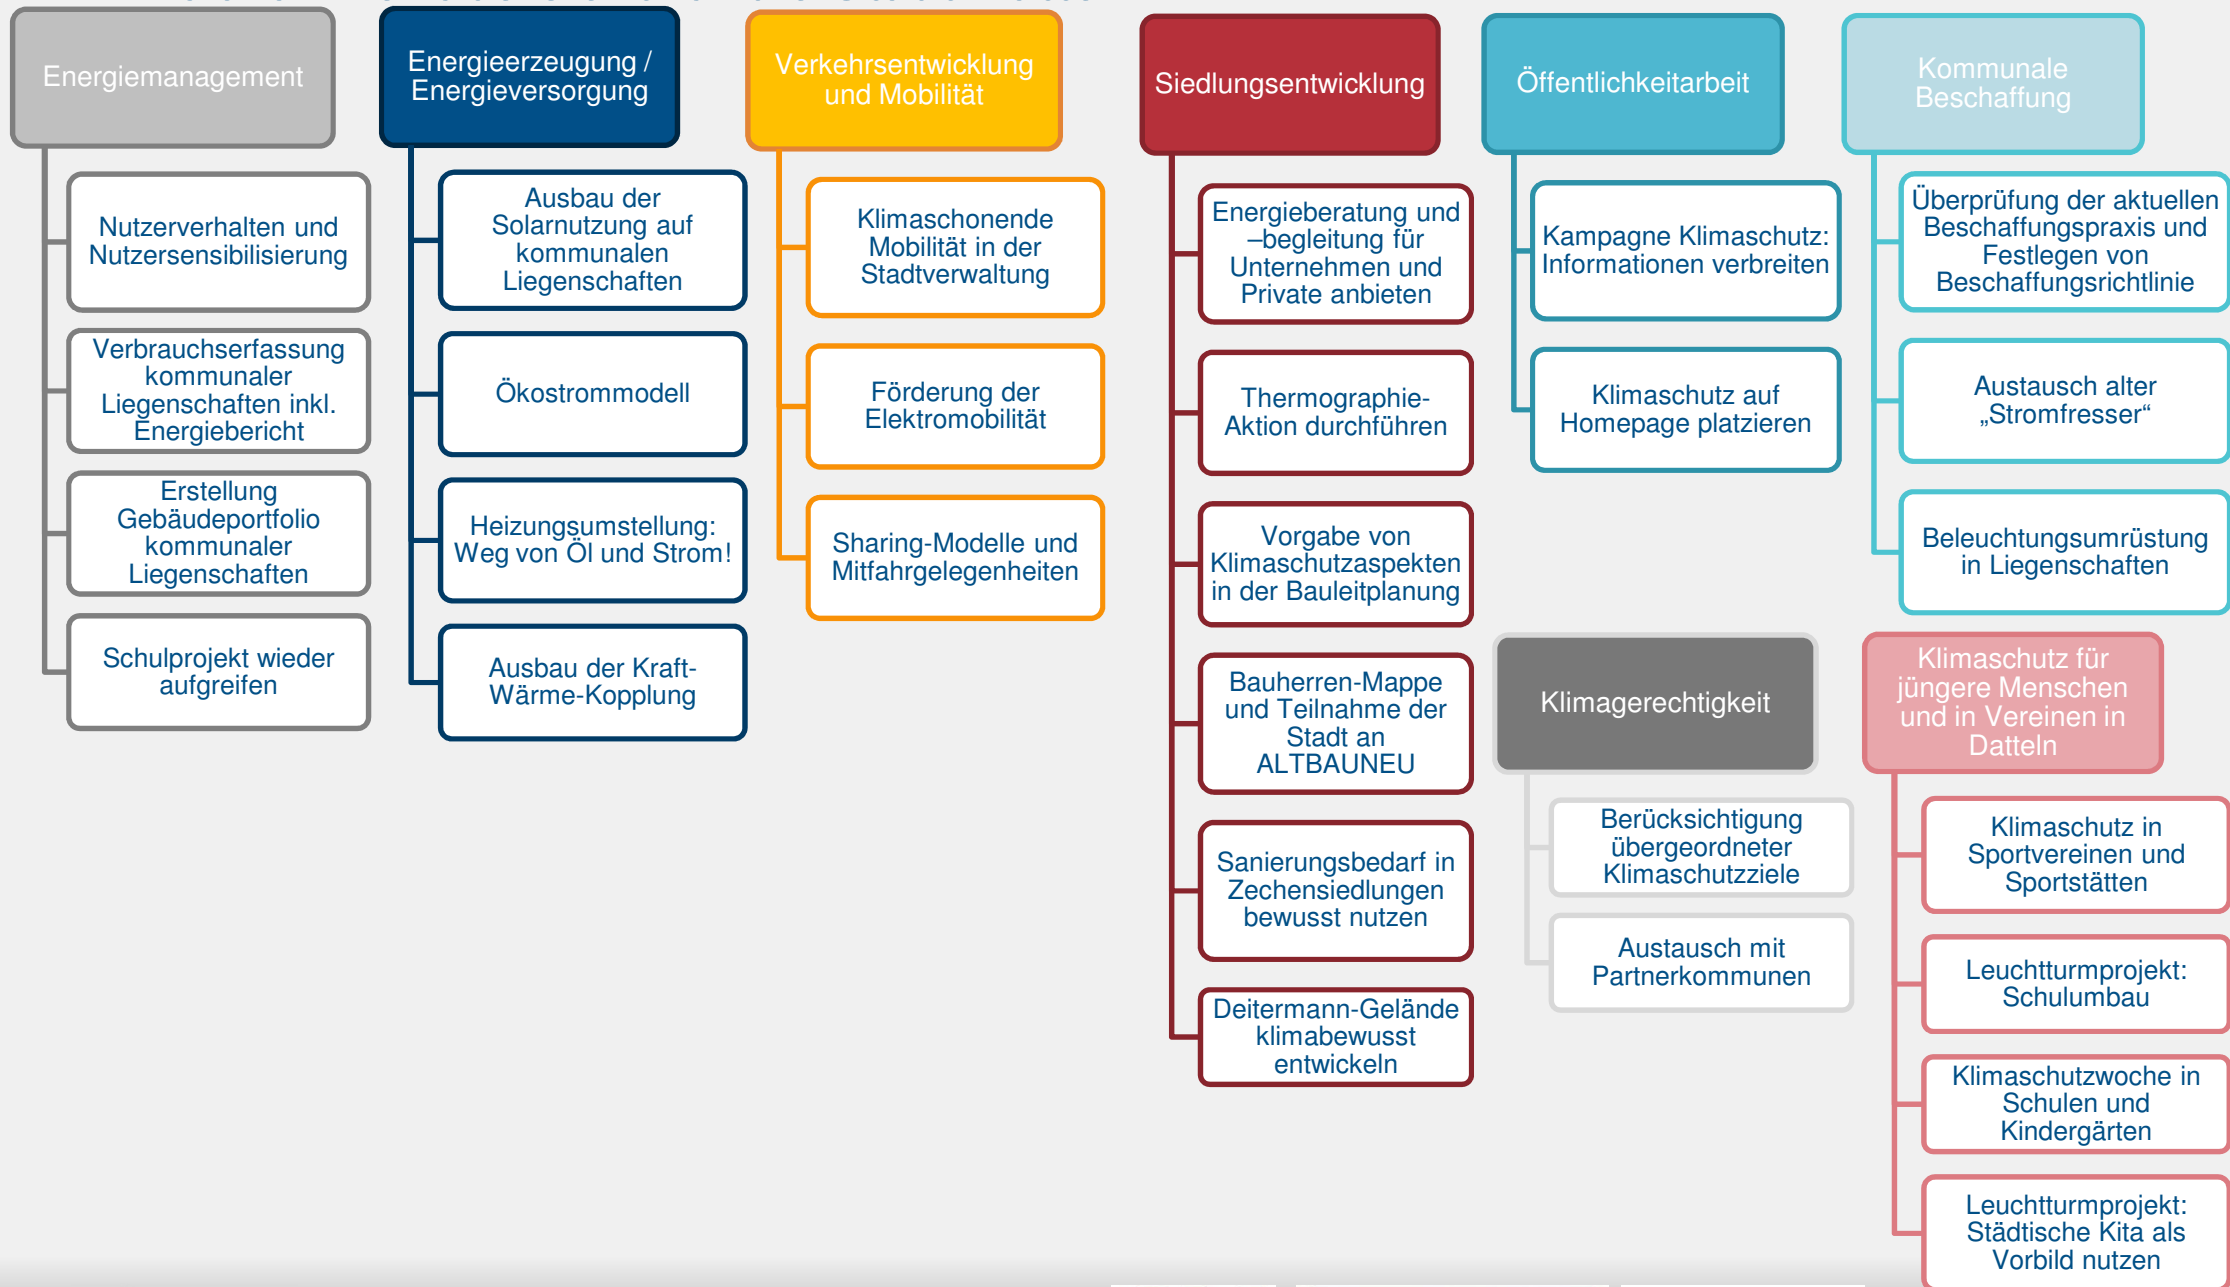 Energiemanagement
Nutzerverhalten und
Nutzersensibilisierung
Verbrauchserfassung
kommunaler
Liegenschaften inkl.
Energiebericht
Erstellung
Gebäudeportfolio
kommunaler
Liegenschaften
Schulprojekt wieder
aufgreifen
Energieerzeugung /
Energieversorgung
Ausbau der
Solarnutzung auf
kommunalen
Liegenschaften
Ökostrommodell
Heizungsumstellung:
Weg von Öl und Strom!
Ausbau der Kraft-
Wärme-Kopplung
Verkehrsentwicklung
und Mobilität
Klimaschonende
Mobilität in der
Stadtverwaltung
Förderung der
Elektromobilität
Sharing-Modelle und
Mitfahrgelegenheiten
Siedlungsentwicklung
Energieberatung und
–begleitung für
Unternehmen und
Private anbieten
Thermographie-
Aktion durchführen
Vorgabe von
Klimaschutzaspekten
in der Bauleitplanung
Bauherren-Mappe
und Teilnahme der
Stadt an
ALTBAUNEU
Sanierungsbedarf in
Zechensiedlungen
bewusst nutzen
Deitermann-Gelände
klimabewusst
entwickeln
Öffentlichkeitarbeit
Kampagne Klimaschutz:
Informationen verbreiten
Klimaschutz auf
Homepage platzieren
Kommunale
Beschaffung
Überprüfung der aktuellen
Beschaffungspraxis und
Festlegen von
Beschaffungsrichtlinie
Austausch alter
„Stromfresser“
Beleuchtungsumrüstung
in Liegenschaften
Klimagerechtigkeit
Berücksichtigung
übergeordneter
Klimaschutzziele
Austausch mit
Partnerkommunen
Klimaschutz für
jüngere Menschen
und in Vereinen in
Datteln
Klimaschutz in
Sportvereinen und
Sportstätten
Leuchtturmprojekt:
Schulumbau
Klimaschutzwoche in
Schulen und
Kindergärten
Leuchtturmprojekt:
Städtische Kita als
Vorbild nutzen